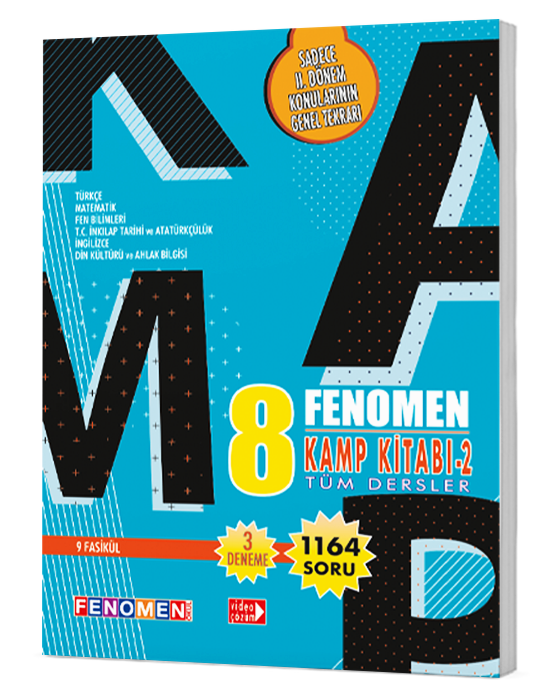 K
A
M
P
SADECE
II. DÖNEM
KONULARININ
GENEL TEKRARI
TÜRKÇE
MATEMATİK
FEN BİLİMLERİ
T.C. İNKILAP TARİHİ ve ATATÜRKÇÜLÜK
İNGİLİZCE
DİN KÜLTÜRÜ ve AHLAK BİLGİSİ
8
FENOMEN
KAMP KİTABI-2
TÜM DERSLER
9 FASİKÜL
3
DENEME
1164
SORU
FENOMEN OKUL
video
çözüm